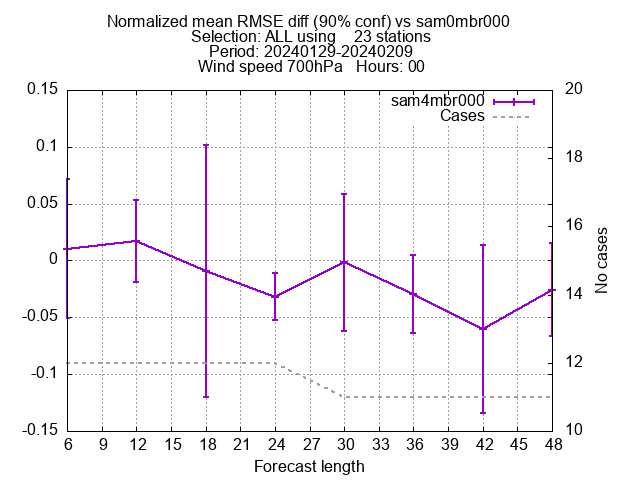 Normalized mean RMSE diff (90% conf) vs sam0mbr000
Selection: ALL using    23 stations
Period: 20240129-20240209
Wind speed 700hPa   Hours: 00
sam4mbr000
Cases
0.15
0.1
0.05
0
-0.05
-0.1
-0.15
20
18
16
14
12
10
No cases
6 9 12 15 18 21 24 27 30 33 36 39 42 45 48
Forecast length